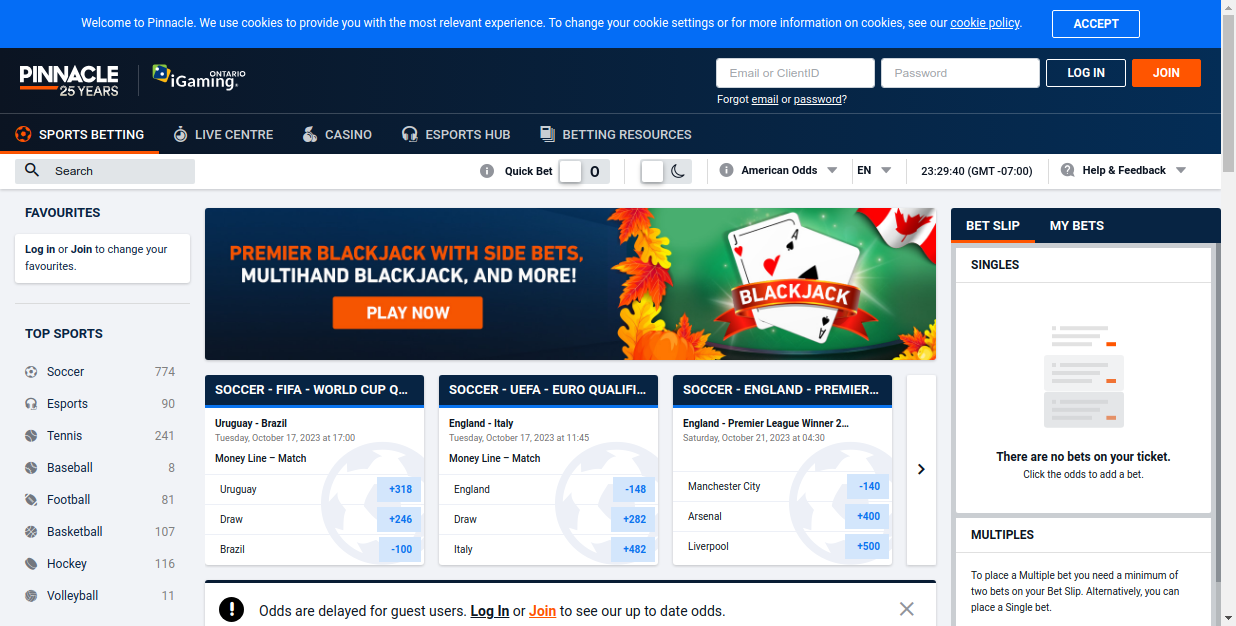 Welcome to Pinnacle. We use cookies to provide you with the most relevant experience. To change your cookie settings or for more information on cookies, see our cookie policy.
ACCEPT
PINNACLE
25 YEARS
iGaming
ONTARIO
Email or ClientID
Password
LOG IN
JOIN
Forgot email or password?
SPORTS BETTING
LIVE CENTRE
CASINO
ESPORTS HUB
BETTING RESOURCES
Search
Quick Bet
0
American Odds
EN
23:29:40 (GMT -07:00)
Help & Feedback
FAVOURITES
Log in or Join to change your
favourites.
TOP SPORTS
Soccer 774
Esports 90
Tennis 241
Baseball 8
Football 81
Basketball 107
Hockey 116
Volleyball 11
PREMIER BLACKJACK WITH SIDE BETS,
MULTIHAND BLACKJACK, AND MORE!
PLAY NOW
A
A
BLACKJACK
SOCCER - FIFA - WORLD CUP Q...
Uruguay - Brazil
Tuesday, October 17, 2023 at 17:00
Money Line – Match
Uruguay +318
Draw +246
Brazil -100
SOCCER - UEFA - EURO QUALIFI...
England - Italy
Tuesday, October 17, 2023 at 11:45
Money Line – Match
England -148
Draw +282
Italy +482
SOCCER - ENGLAND - PREMIER...
England - Premier League Winner 2...
Saturday, October 21, 2023 at 04:30
Manchester City -140
Arsenal +400
Liverpool +500
Odds are delayed for guest users. Log In or Join to see our up to date odds.
BET SLIP
MY BETS
SINGLES
There are no bets on your ticket.
Click the odds to add a bet.
MULTIPLES
To place a Multiple bet you need a minimum of
two bets on your Bet Slip. Alternatively, you can
place a Single bet.